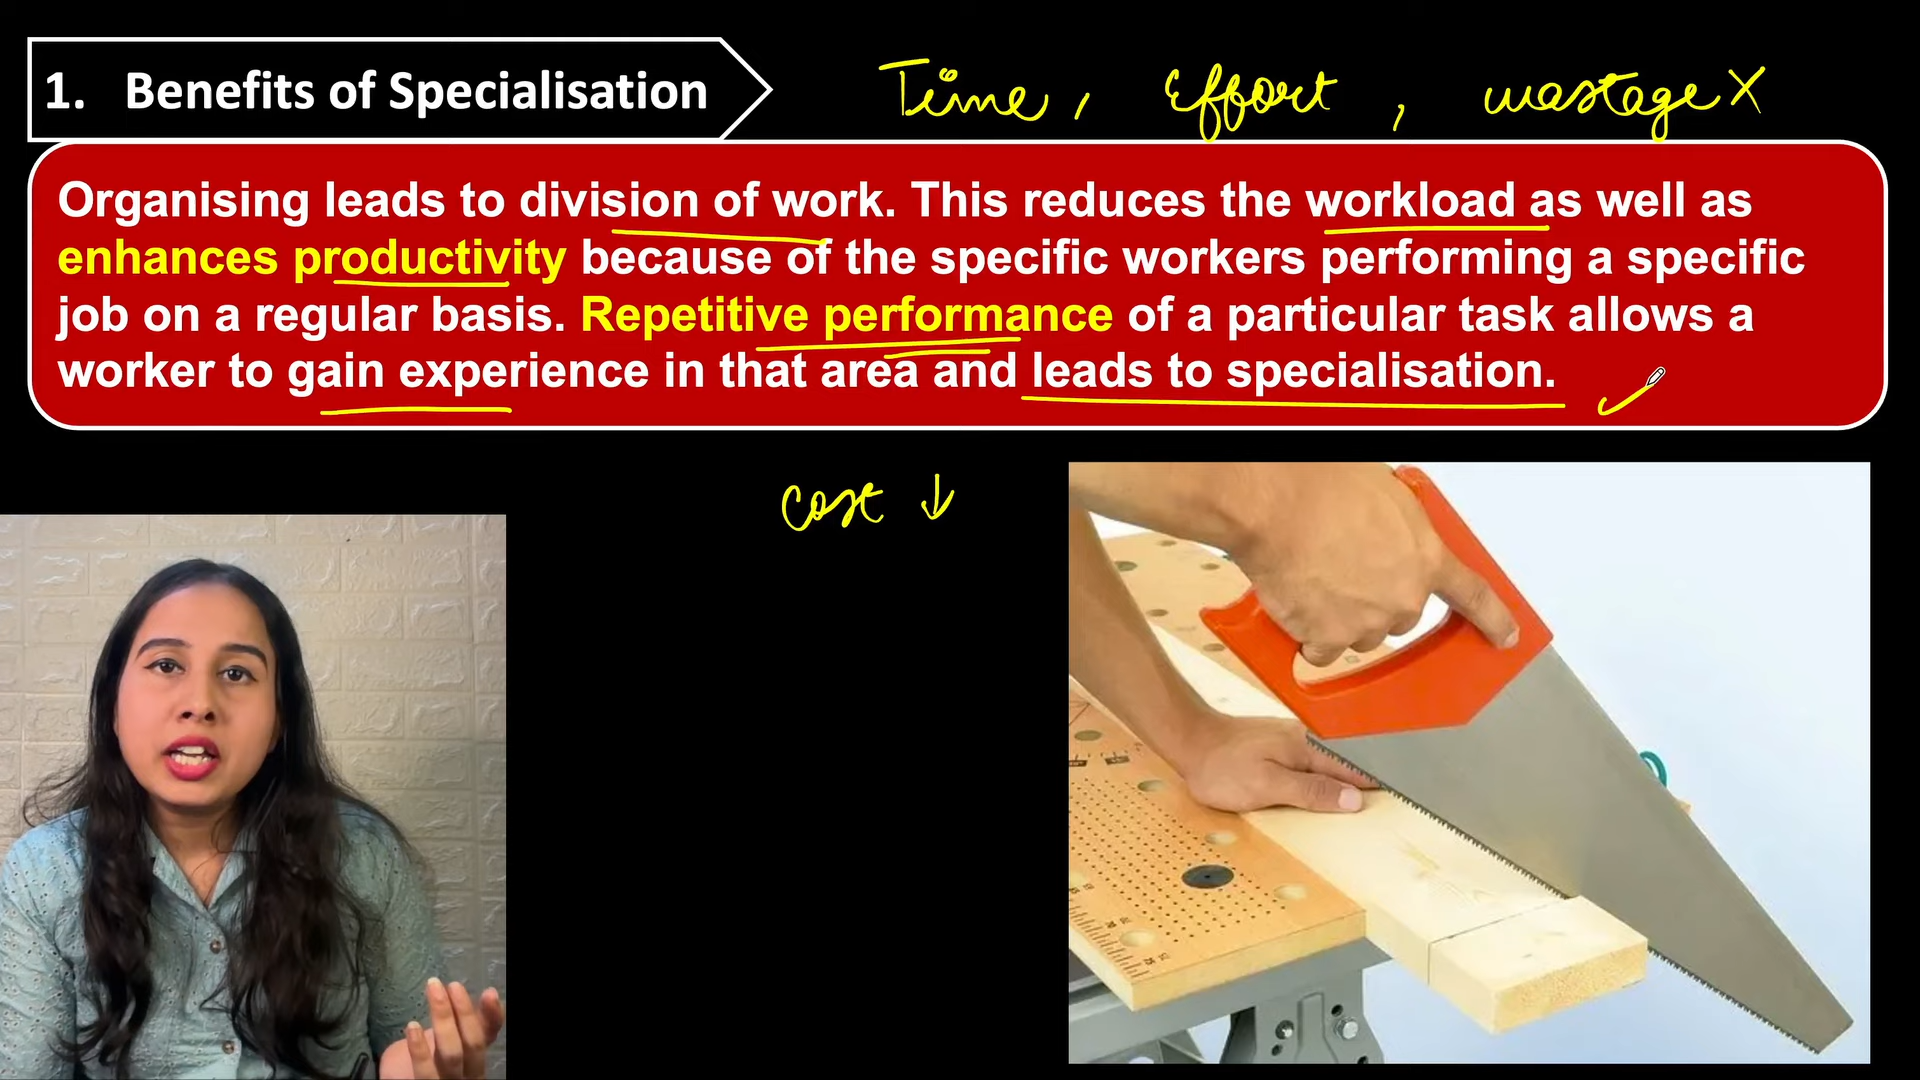 1. Benefits of Specialisation
Time, Effort, wastage X
Organising leads to division of work. This reduces the workload as well as
enhances productivity because of the specific workers performing a specific
job on a regular basis. Repetitive performance of a particular task allows a
worker to gain experience in that area and leads to specialisation.
cost ↓